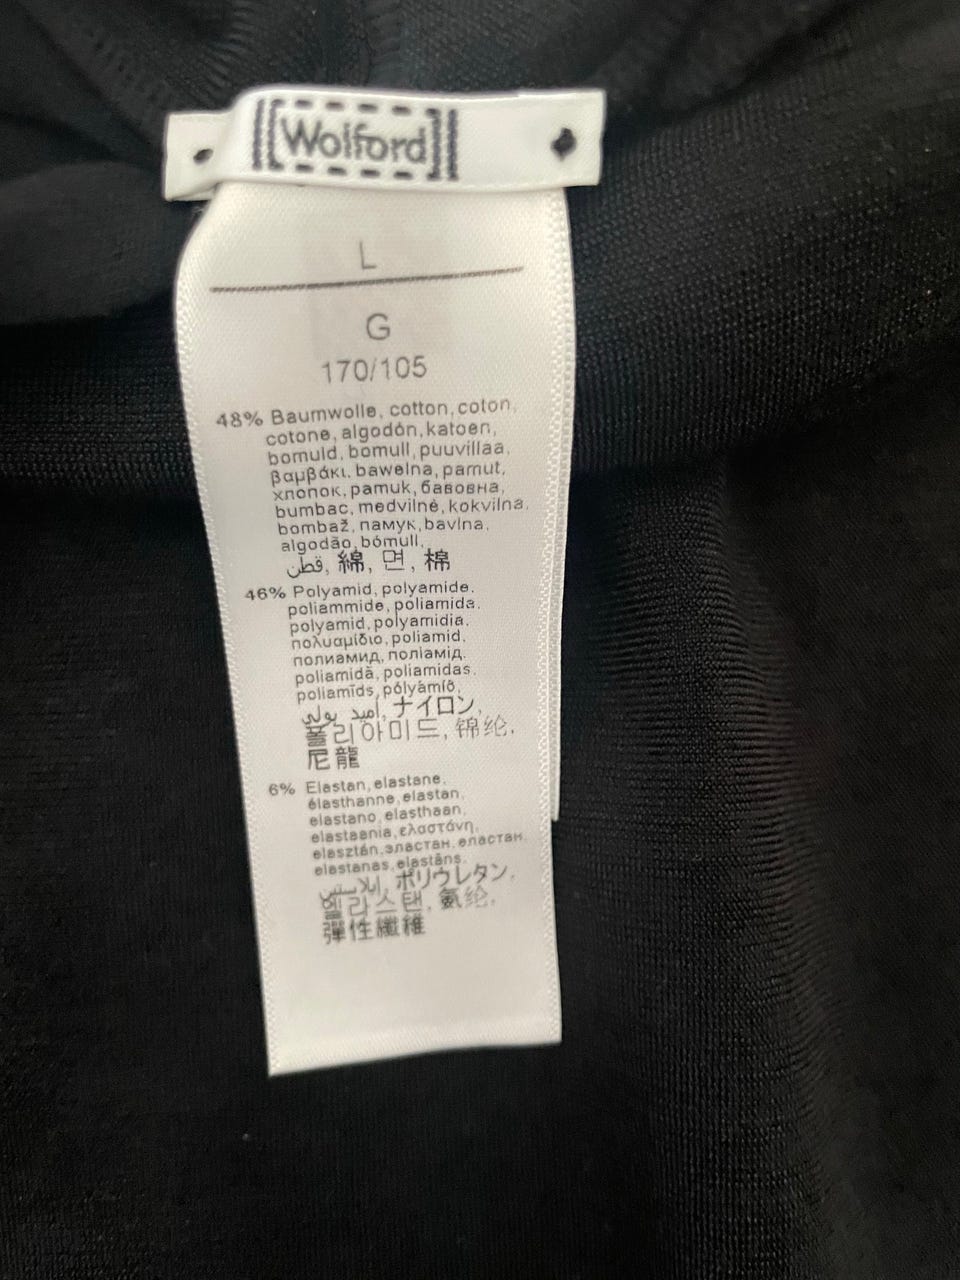 Wolford
L
G
170/105
48% Baumwolle, cotton, coton,
cotone, algodón, katoen,
bomuld, bomull, puuvillaa,
βαμβάκι, bawełna, pamut,
хлопок, pamuk, бавовна,
bumbac, medvilnė, kokvilna,
bombaž, памук, bavlna,
algodão, bómull,
قطن, 綿, 면, 棉
46% Polyamid, polyamide,
poliammide, poliamida,
polyamid, polyamidia,
πολυαμίδιο, poliamid,
полиамид, поліамід,
poliamidă, poliamidas,
poliamīds, pólýamíð,
بولي اميد, ナイロン,
폴리아미드, 锦纶,
尼龍
6% Elastan, elastane,
élasthanne, elastan,
elastano, elasthaan,
elastaania, ελαστάνη,
elasztán, эластан, еластан,
elastanas, elastāns,
ايلاستين, ポリウレタン,
엘라스탄, 氨纶,
彈性纖維